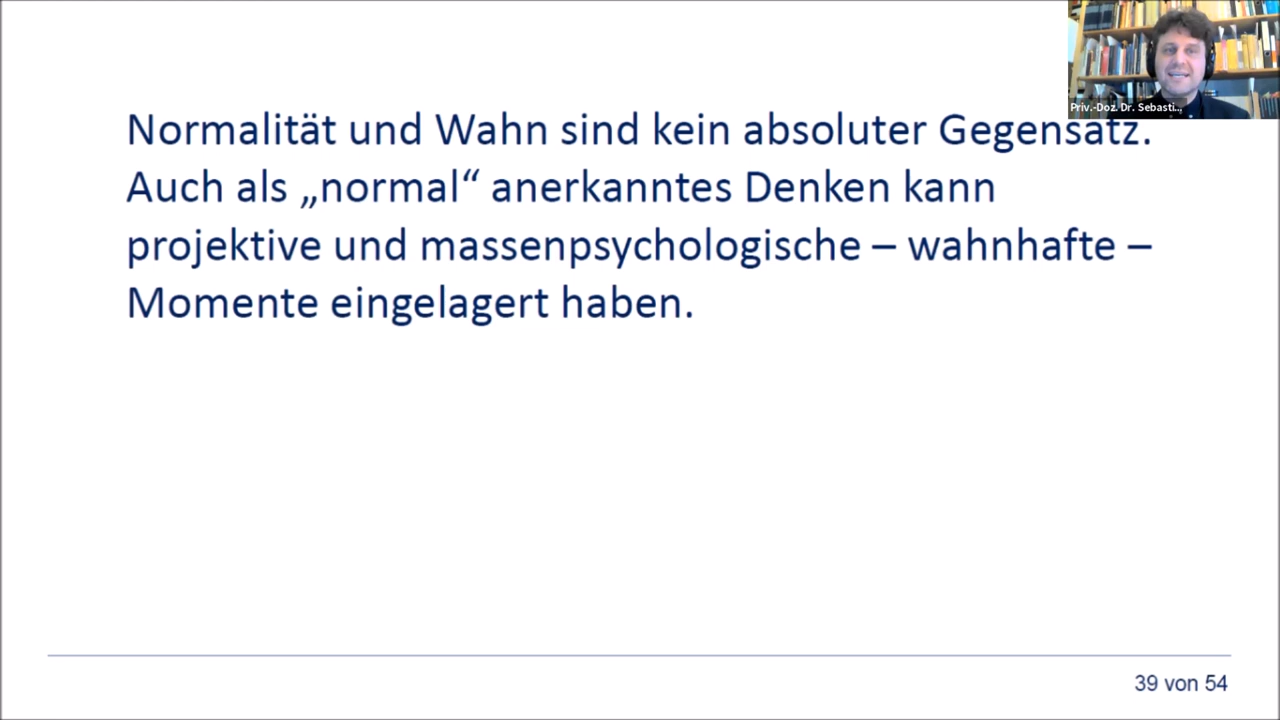 Priv.-Doz. Dr. Sebasti...
Normalität und Wahn sind kein absoluter Gegensatz.
Auch als „normal“ anerkanntes Denken kann
projektive und massenpsychologische – wahnhafte –
Momente eingelagert haben.
39 von 54